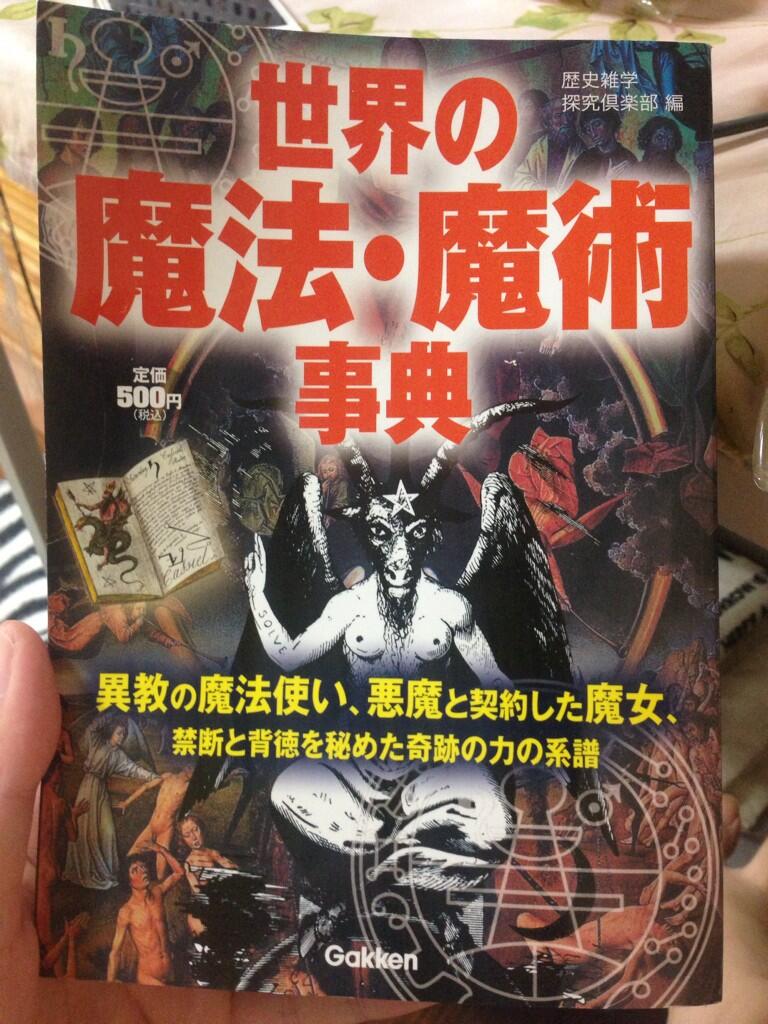 歴史雑学
探究倶楽部 編
世界の
魔法・魔術
事典
定価
500円
(税込)
Cassiel
SOLVE
異教の魔法使い、悪魔と契約した魔女、
禁断と背徳を秘めた奇跡の力の系譜
Gakken